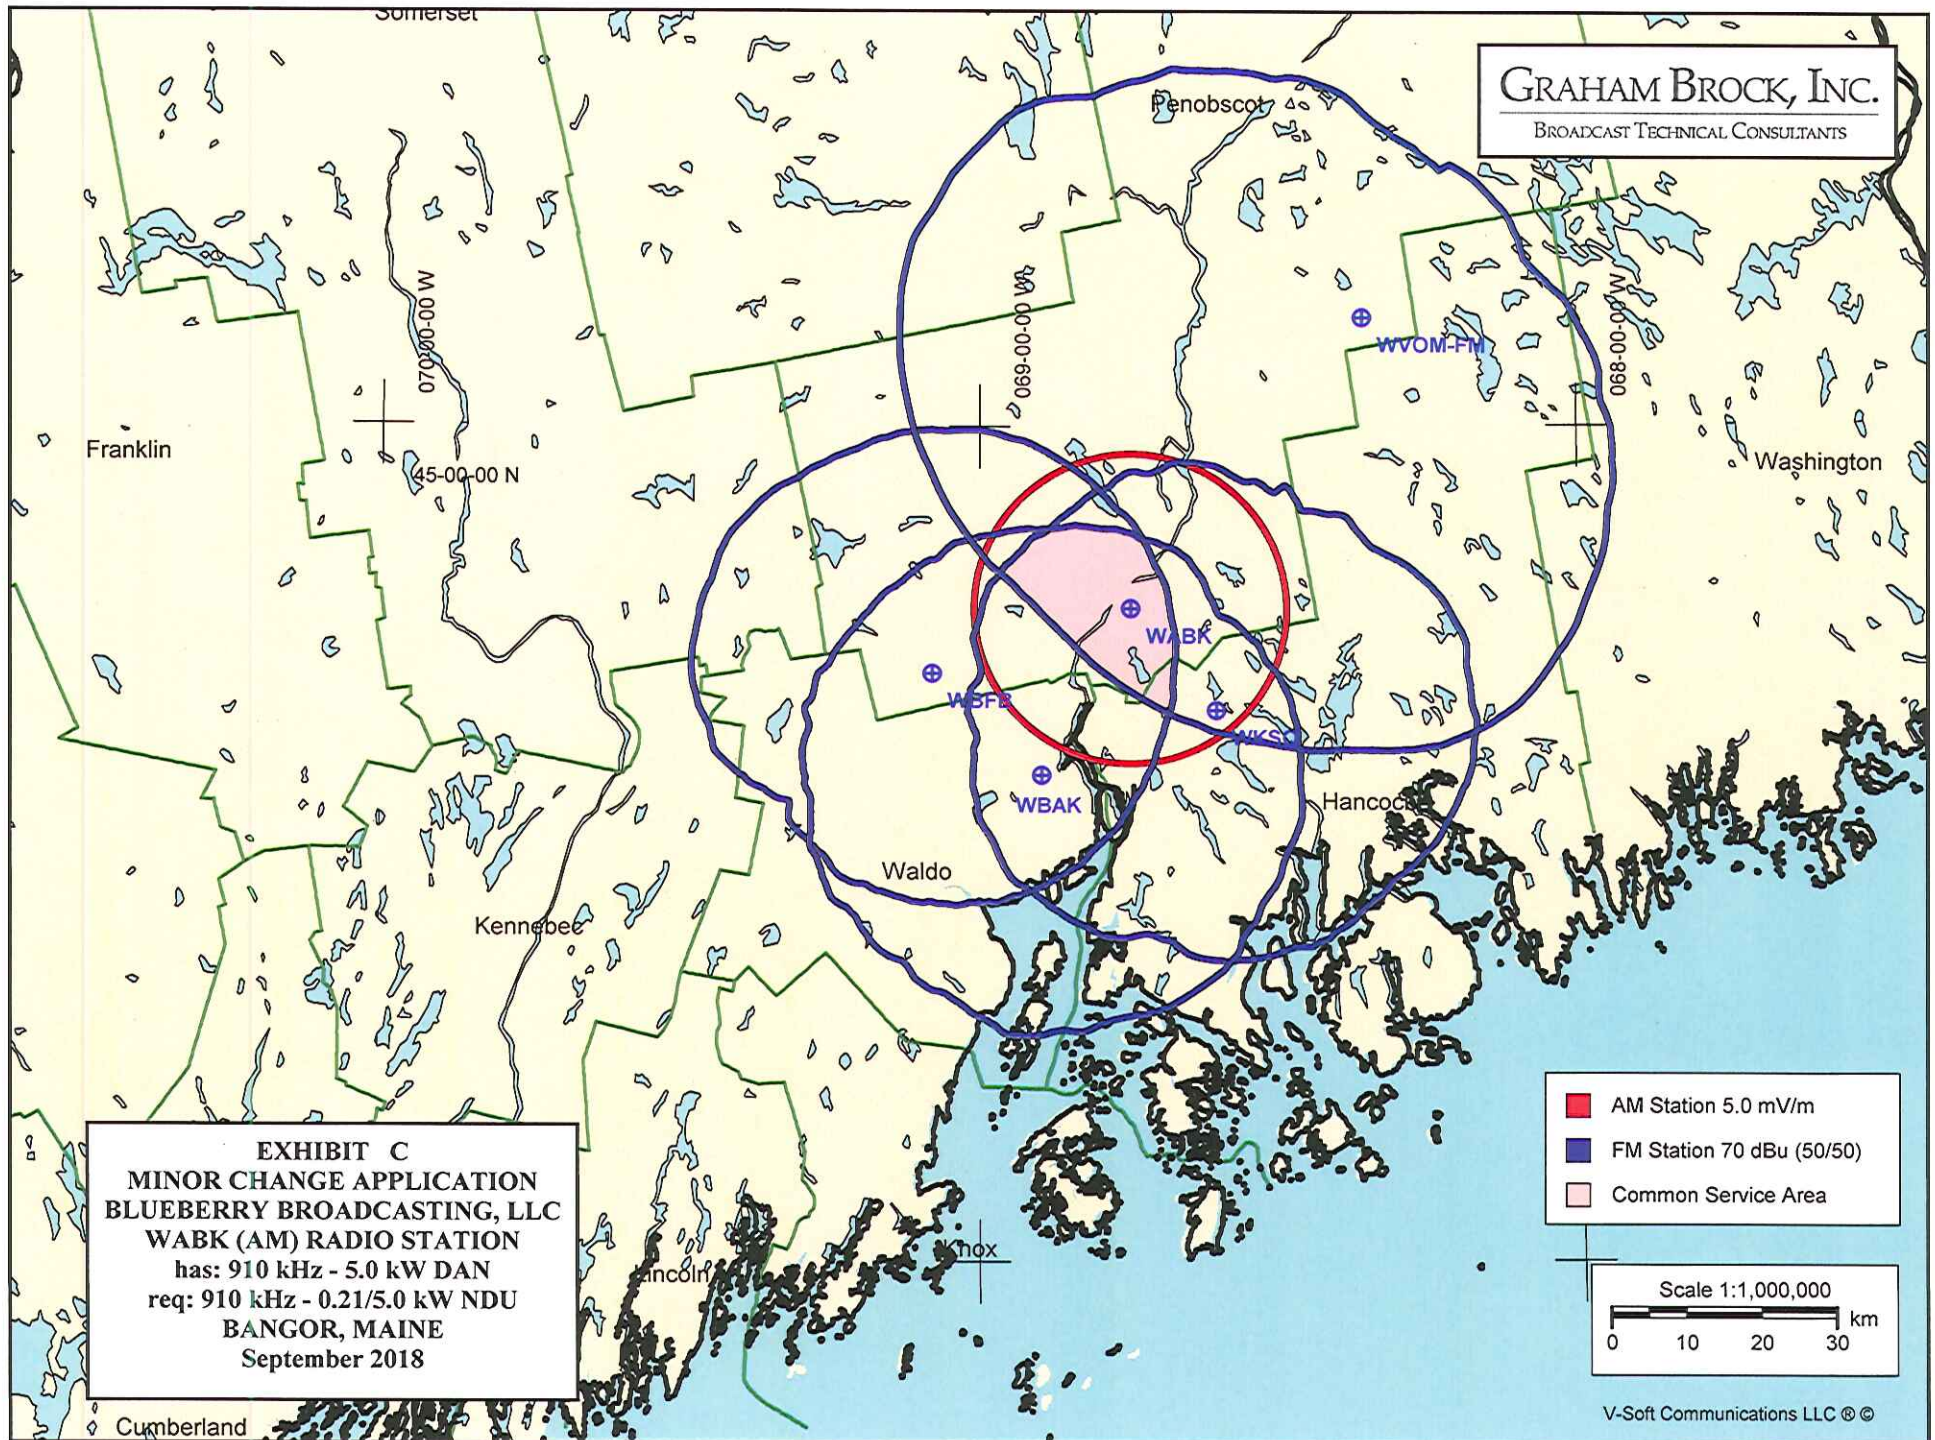 Somerset
Penobscot
GRAHAM BROCK, INC.
BROADCAST TECHNICAL CONSULTANTS
070-00-00 W
069-00-00 W
068-00-00 W
WVOM-FM
Franklin
45-00-00 N
Washington
WABK
WBFB
WKSQ
WBAK
Hancock
Waldo
Kennebec
AM Station 5.0 mV/m
FM Station 70 dBu (50/50)
Common Service Area
EXHIBIT C
MINOR CHANGE APPLICATION
BLUEBERRY BROADCASTING, LLC
WABK (AM) RADIO STATION
has: 910 kHz - 5.0 kW DAN
req: 910 kHz - 0.21/5.0 kW NDU
BANGOR, MAINE
September 2018
Knox
Lincoln
Scale 1:1,000,000
km
0 10 20 30
V-Soft Communications LLC ® ©
Cumberland